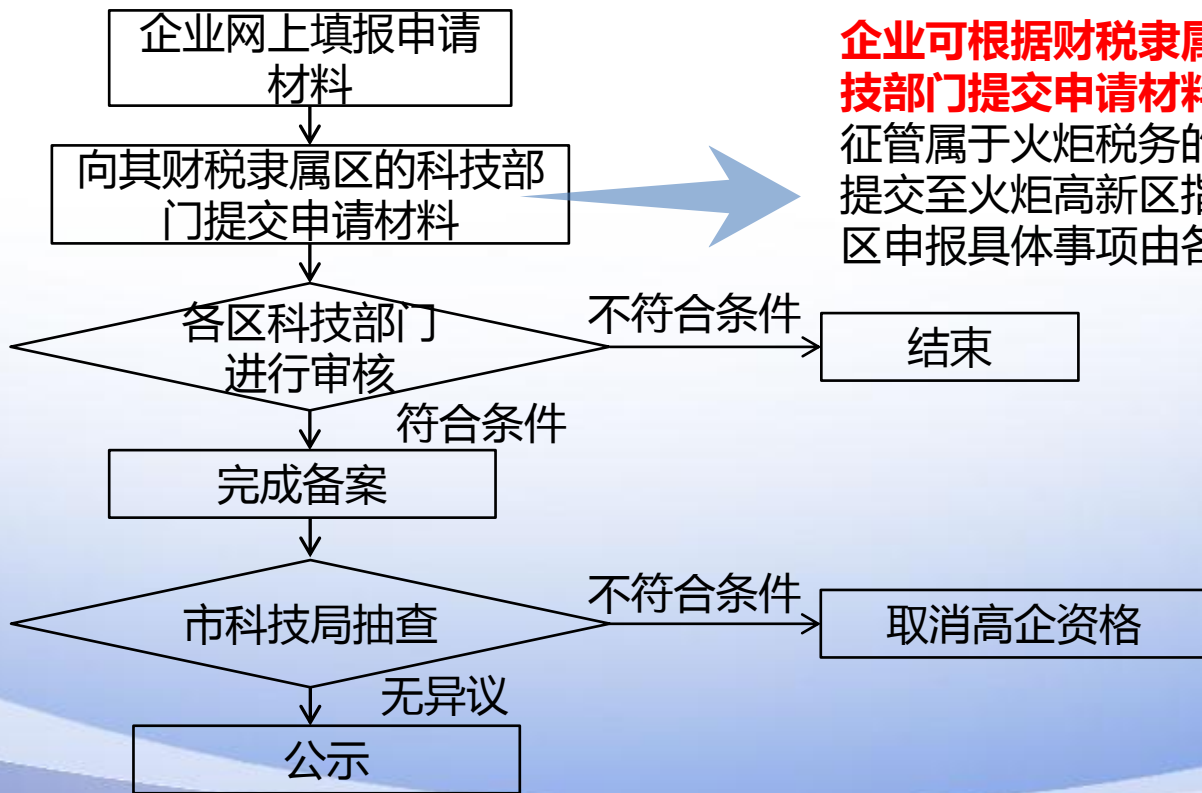 企业网上填报申请
材料
企业可根据财税隶属
技部门提交申请材料
征管属于火炬税务的
提交至火炬高新区指
区申报具体事项由各
向其财税隶属区的科技部
门提交申请材料
各区科技部门
进行审核
不符合条件
结束
符合条件
完成备案
市科技局抽查
不符合条件
取消高企资格
无异议
公示